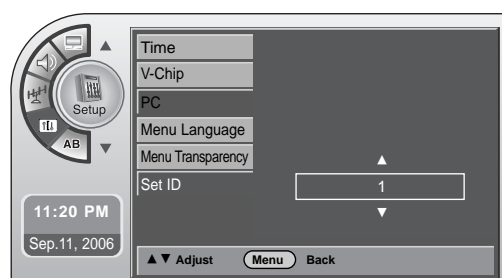 Setup
AB
11:20 PM
Sep.11, 2006
Time
V-Chip
PC
Menu Language
Menu Transparency
Set ID
1
▲▼ Adjust Menu Back